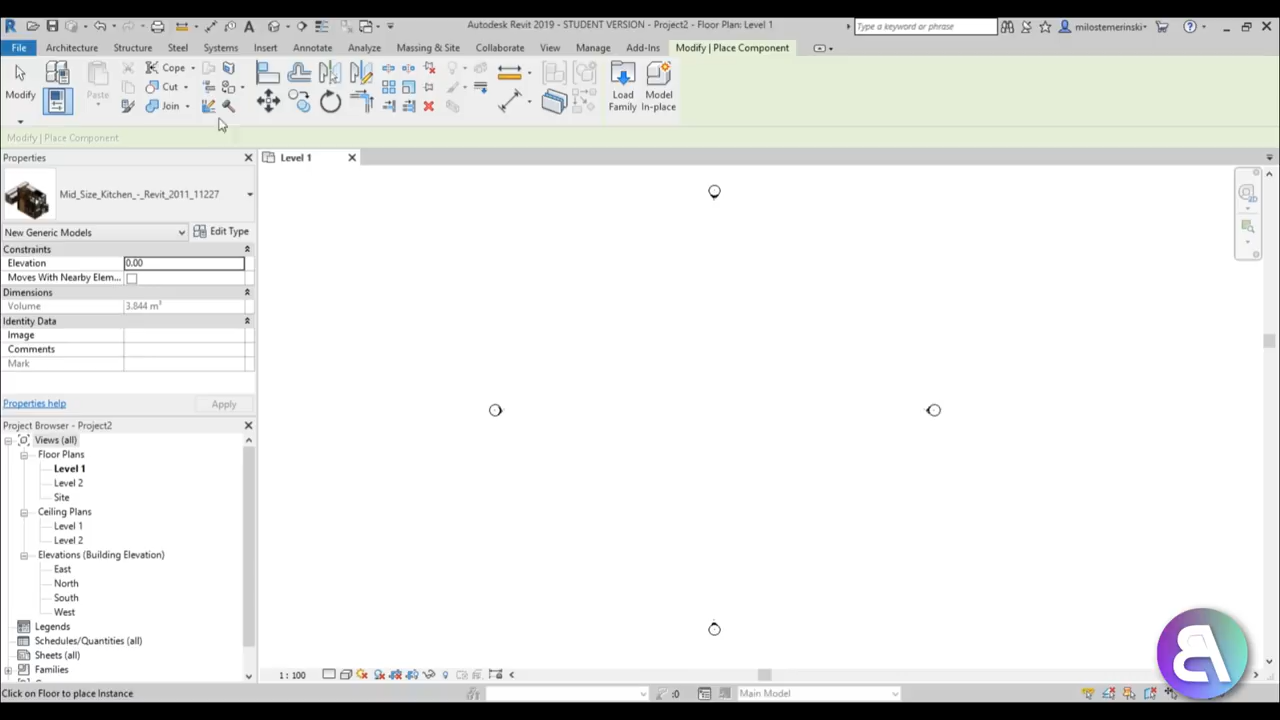 Autodesk Revit 2019 - STUDENT VERSION - Project2 - Floor Plan: Level 1
Type a keyword or phrase
milostemerinski
File
Architecture
Structure
Steel
Systems
Insert
Annotate
Analyze
Massing & Site
Collaborate
View
Manage
Add-Ins
Modify | Place Component
Modify
Paste
Cope
Cut
Join
Load
Family
Model
In-place
Modify | Place Component
Properties
Level 1
Mid_Size_Kitchen_-_Revit_2011_11227
New Generic Models
Edit Type
Constraints
Elevation 0.00
Moves With Nearby Elem...
Dimensions
Volume 3.844 m³
Identity Data
Image
Comments
Mark
Properties help
Apply
Project Browser - Project2
Views (all)
Floor Plans
Level 1
Level 2
Site
Ceiling Plans
Level 1
Level 2
Elevations (Building Elevation)
East
North
South
West
Legends
Schedules/Quantities (all)
Sheets (all)
Families
1 : 100
Click on Floor to place Instance
:0
Main Model